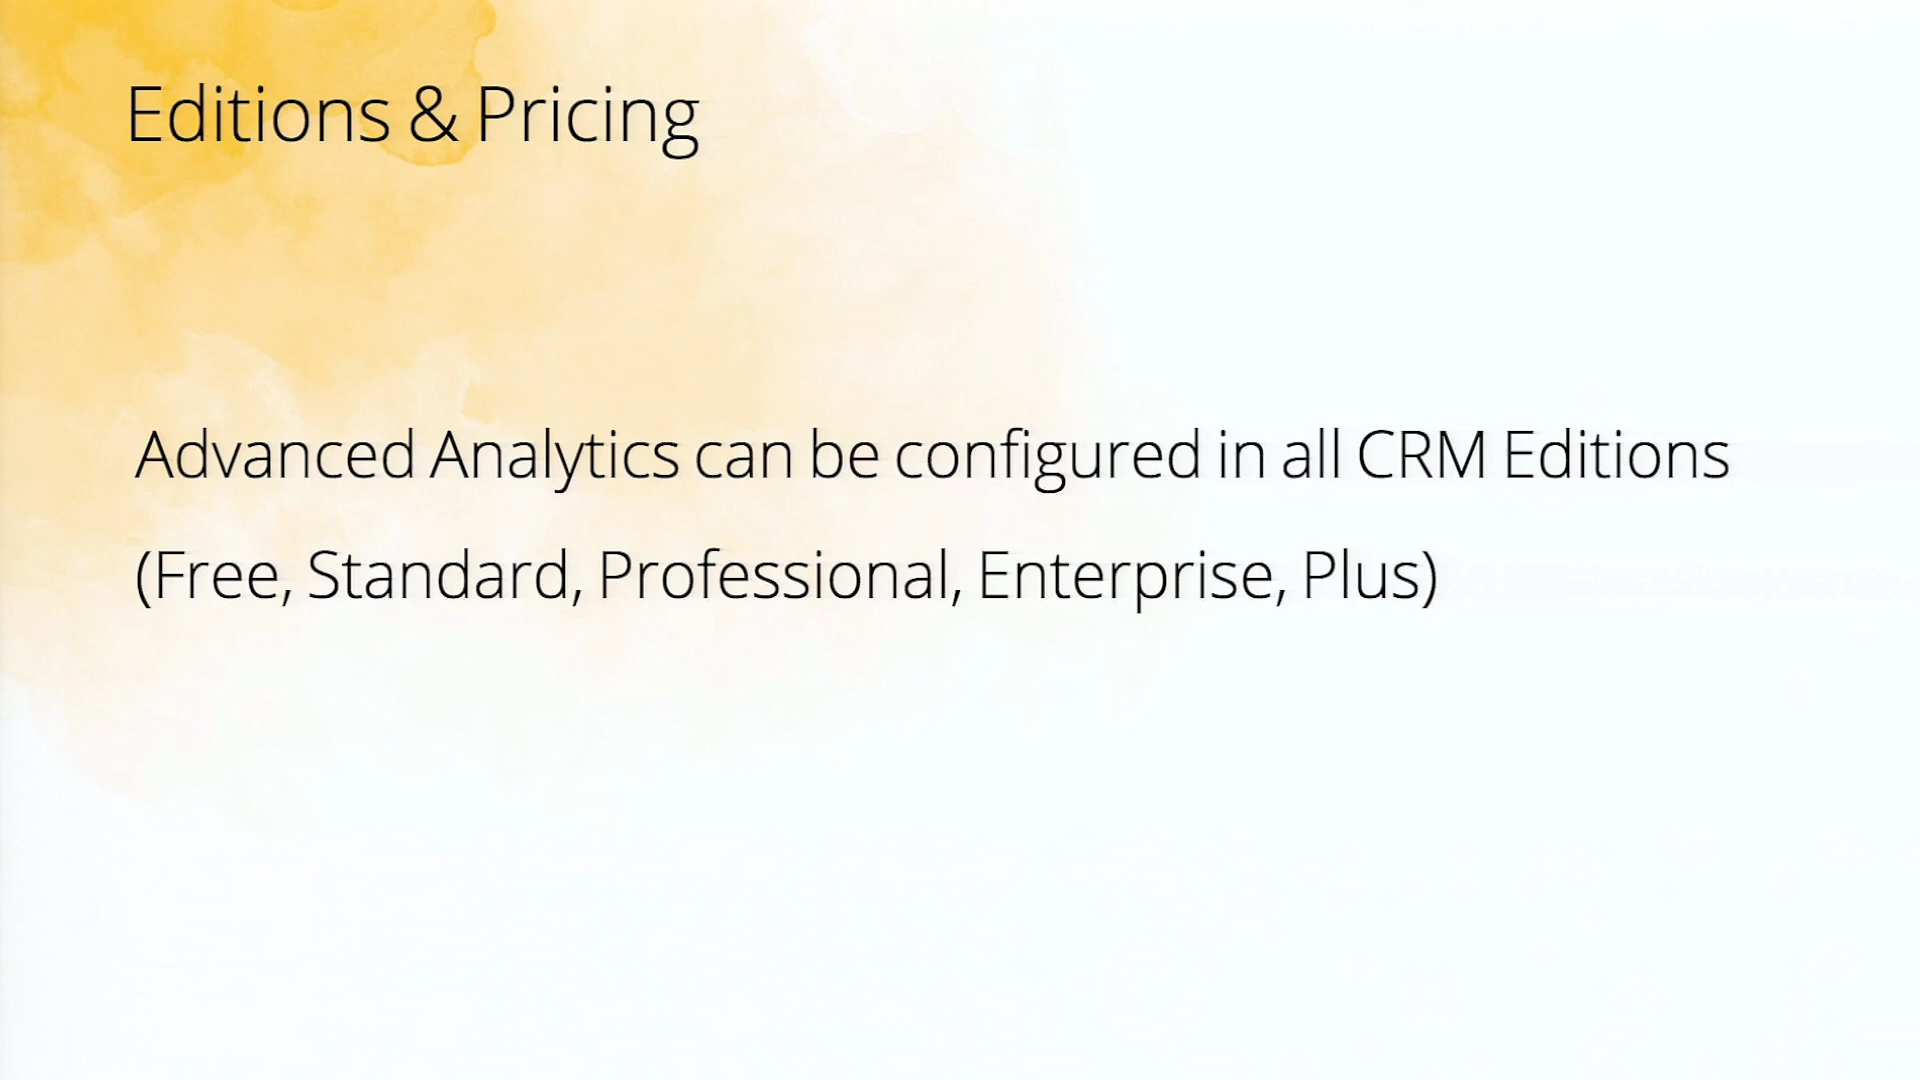 Editions & Pricing
Advanced Analytics can be configured in all CRM Editions
(Free, Standard, Professional, Enterprise, Plus)